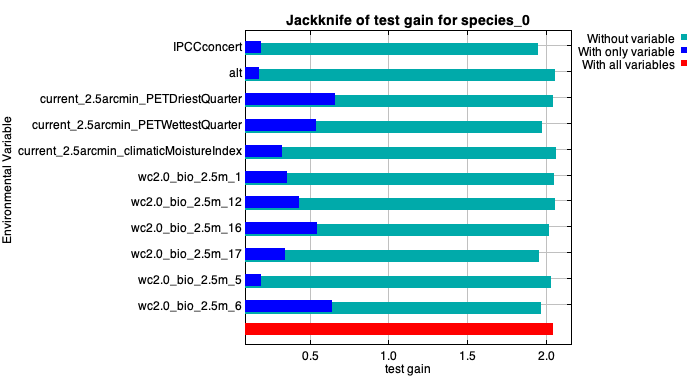 Jackknife of test gain for species_0
Without variable
With only variable
With all variables
Environmental Variable
IPCCconcert
alt
current_2.5arcmin_PETDriestQuarter
current_2.5arcmin_PETWettestQuarter
current_2.5arcmin_climaticMoistureIndex
wc2.0_bio_2.5m_1
wc2.0_bio_2.5m_12
wc2.0_bio_2.5m_16
wc2.0_bio_2.5m_17
wc2.0_bio_2.5m_5
wc2.0_bio_2.5m_6
0.5 1.0 1.5 2.0
test gain